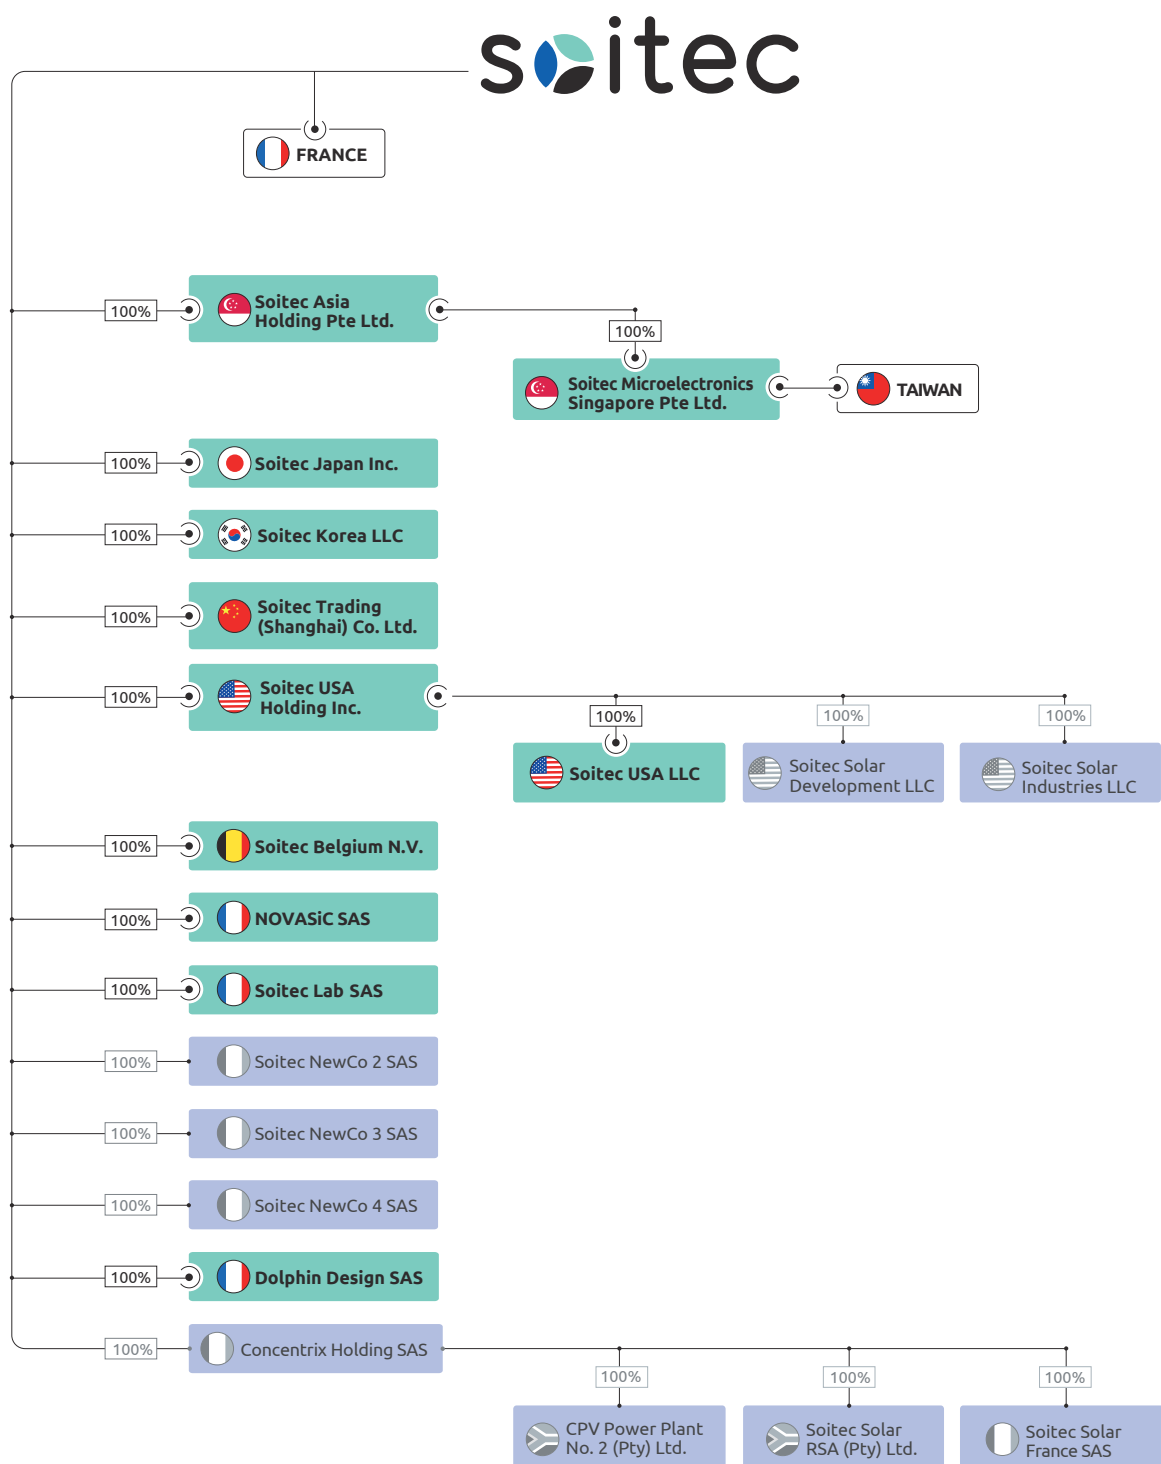 soitec
FRANCE
100%
Soitec Asia
Holding Pte Ltd.
100%
Soitec Microelectronics
Singapore Pte Ltd.
TAIWAN
100%
Soitec Japan Inc.
100%
Soitec Korea LLC
100%
Soitec Trading
(Shanghai) Co. Ltd.
100%
Soitec USA
Holding Inc.
100%
100%
100%
Soitec USA LLC
Soitec Solar
Development LLC
Soitec Solar
Industries LLC
100%
Soitec Belgium N.V.
100%
NOVASiC SAS
100%
Soitec Lab SAS
100%
Soitec NewCo 2 SAS
100%
Soitec NewCo 3 SAS
100%
Soitec NewCo 4 SAS
100%
Dolphin Design SAS
100%
Concentrix Holding SAS
100%
100%
100%
CPV Power Plant
No. 2 (Pty) Ltd.
Soitec Solar
RSA (Pty) Ltd.
Soitec Solar
France SAS